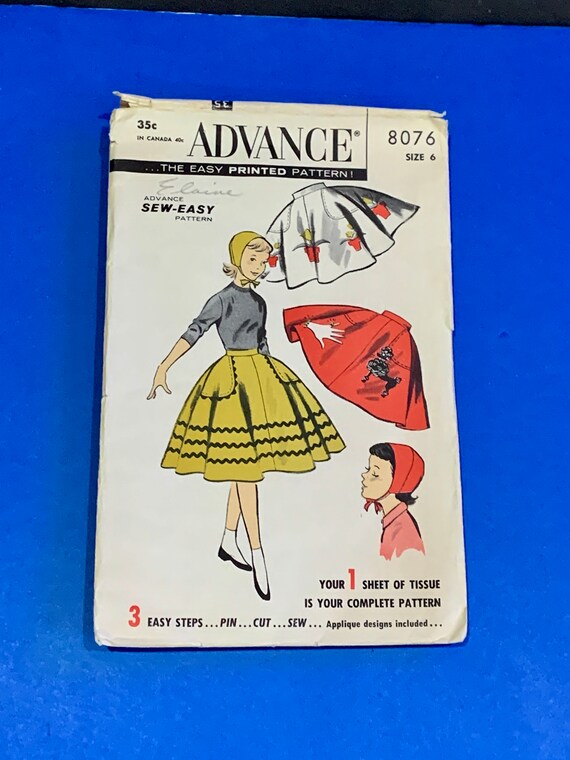 35
35c
IN CANADA 40c
ADVANCE®
8076
SIZE 6
...THE EASY PRINTED PATTERN!
Elaine
ADVANCE
SEW-EASY
PATTERN
YOUR 1 SHEET OF TISSUE
IS YOUR COMPLETE PATTERN
3 EASY STEPS...PIN...CUT...SEW... Applique designs included...